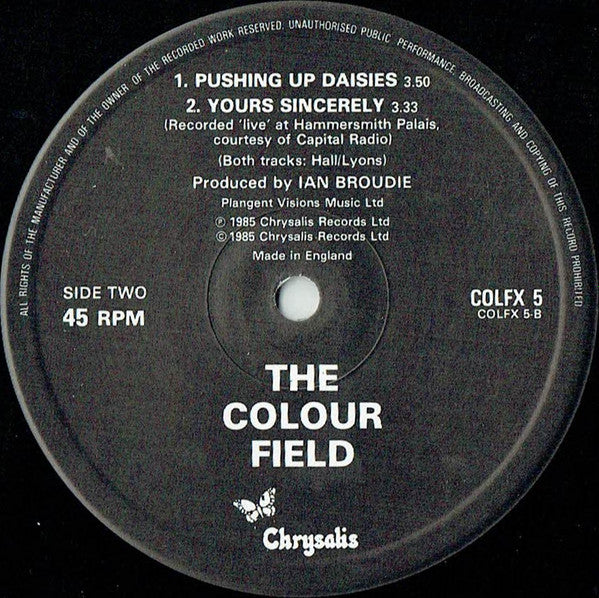 ALL RIGHTS OF THE MANUFACTURER AND OF THE OWNER OF THE RECORDED WORK RESERVED. UNAUTHORISED PUBLIC PERFORMANCE, BROADCASTING AND COPYING OF THIS RECORD PROHIBITED
1. PUSHING UP DAISIES 3.50
2. YOURS SINCERELY 3.33
(Recorded 'live' at Hammersmith Palais,
courtesy of Capital Radio)
(Both tracks: Hall/Lyons)
Produced by IAN BROUDIE
Plangent Visions Music Ltd
℗ 1985 Chrysalis Records Ltd
© 1985 Chrysalis Records Ltd
Made in England
SIDE TWO
45 RPM
COLFX 5
COLFX 5-B
THE
COLOUR
FIELD
Chrysalis